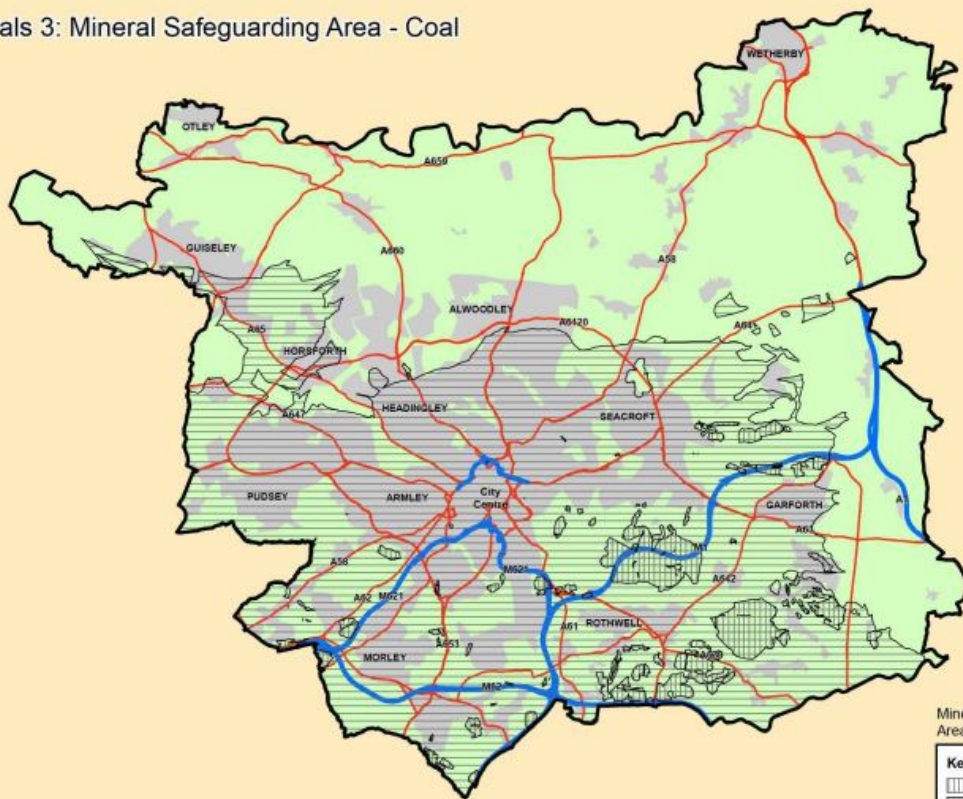 als 3: Mineral Safeguarding Area - Coal
WETHERBY
OTLEY
A659
GUISELEY
A660
A58
ALWOODLEY
A6120
A64
A65
HORSFORTH
HEADINGLEY
SEACROFT
A647
PUDSEY
ARMLEY
City
Centre
GARFORTH
A63
M1
A58
M621
A642
A62
M621
A61
ROTHWELL
A653
MORLEY
M62
Mine
Area
Ke